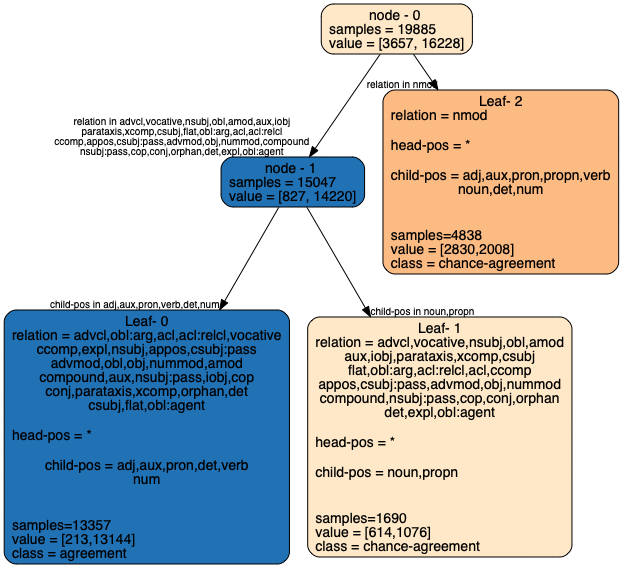 node - 0
samples = 19885
value = [3657, 16228]
relation in nmod
Leaf- 2
relation = nmod
head-pos = *
child-pos = adj,aux,pron,propn,verb
noun,det,num
samples=4838
value = [2830,2008]
class = chance-agreement
relation in advcl,vocative,nsubj,obl,amod,aux,iobj
parataxis,xcomp,csubj,flat,obl:arg,acl,acl:relcl
ccomp,appos,csubj:pass,advmod,obj,nummod,compound
nsubj:pass,cop,conj,orphan,det,expl,obl:agent
node - 1
samples = 15047
value = [827, 14220]
child-pos in adj,aux,pron,verb,det,num
Leaf- 0
relation = advcl,obl:arg,acl,acl:relcl,vocative
ccomp,expl,nsubj,appos,csubj:pass
advmod,obl,obj,nummod,amod
compound,aux,nsubj:pass,iobj,cop
conj,parataxis,xcomp,orphan,det
csubj,flat,obl:agent
head-pos = *
child-pos = adj,aux,pron,det,verb
num
samples=13357
value = [213,13144]
class = agreement
child-pos in noun,propn
Leaf- 1
relation = advcl,vocative,nsubj,obl,amod
aux,iobj,parataxis,xcomp,csubj
flat,obl:arg,acl:relcl,acl,ccomp
appos,csubj:pass,advmod,obj,nummod
compound,nsubj:pass,cop,conj,orphan
det,expl,obl:agent
head-pos = *
child-pos = noun,propn
samples=1690
value = [614,1076]
class = chance-agreement